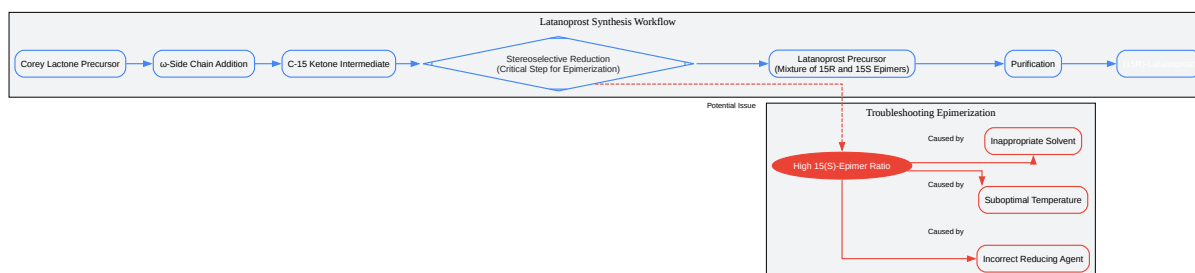 Latanoprost Synthesis Workflow
Corey Lactone Precursor
ω-Side Chain Addition
C-15 Ketone Intermediate
Stereoselective Reduction
(Critical Step for Epimerization)
Latanoprost Precursor
(Mixture of 15R and 15S Epimers)
Purification
Potential Issue
Troubleshooting Epimerization
High 15(S)-Epimer Ratio
Caused by
Inappropriate Solvent
Caused by
Suboptimal Temperature
Caused by
Incorrect Reducing Agent